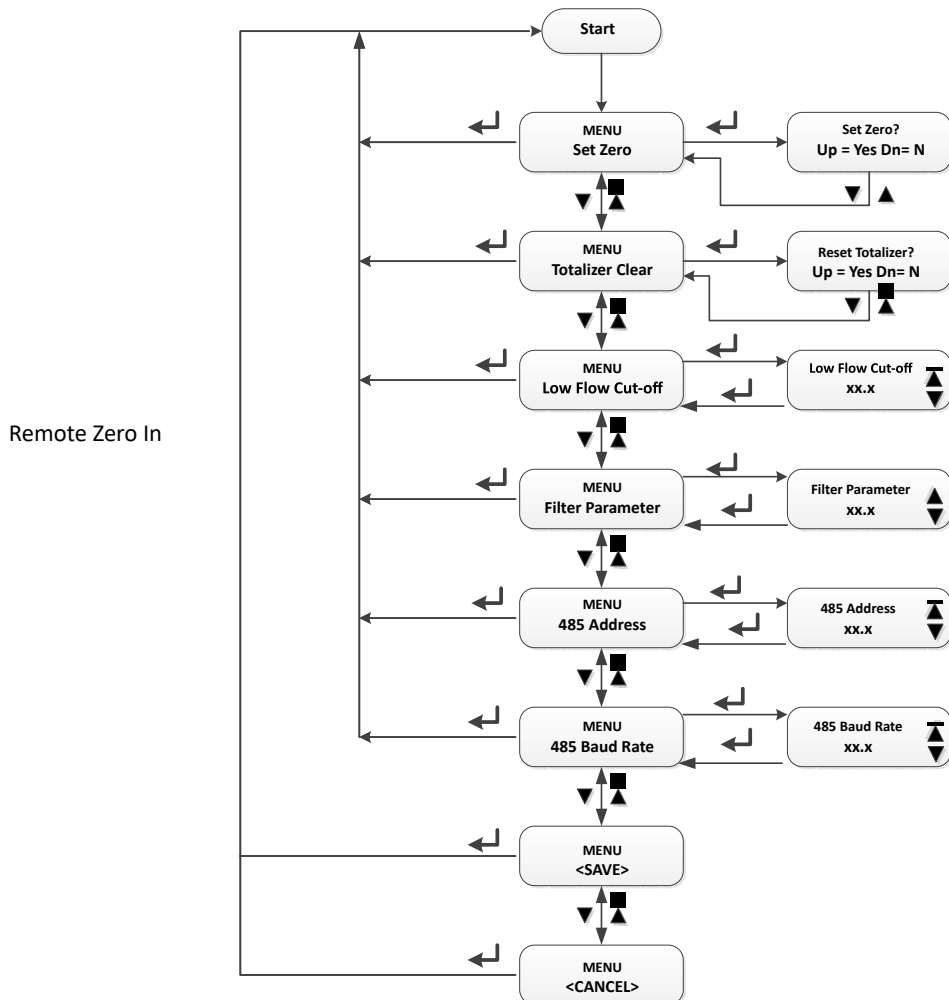 Start
MENU
Set Zero
Set Zero?
Up = Yes Dn= N
MENU
Totalizer Clear
Reset Totalizer?
Up = Yes Dn= N
MENU
Low Flow Cut-off
Low Flow Cut-off
xx.x
Remote Zero In
MENU
Filter Parameter
Filter Parameter
xx.x
MENU
485 Address
485 Address
xx.x
MENU
485 Baud Rate
485 Baud Rate
xx.x
MENU
<SAVE>
MENU
<CANCEL>